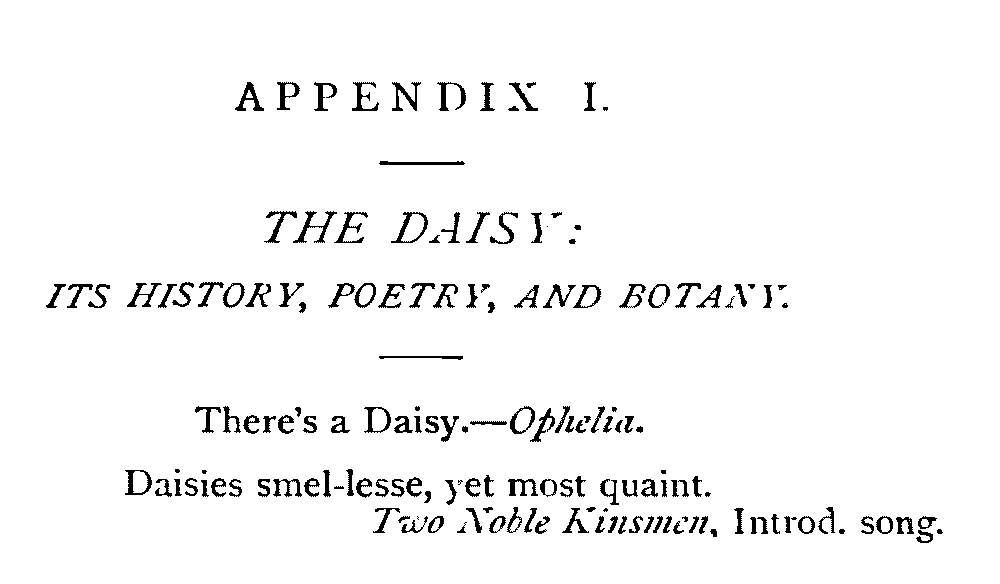 APPENDIX I.
THE DAISY:
ITS HISTORY, POETRY, AND BOTANY.
There's a Daisy.—Ophelia.
Daisies smel-lesse, yet most quaint.
Two Noble Kinsmen, Introd. song.